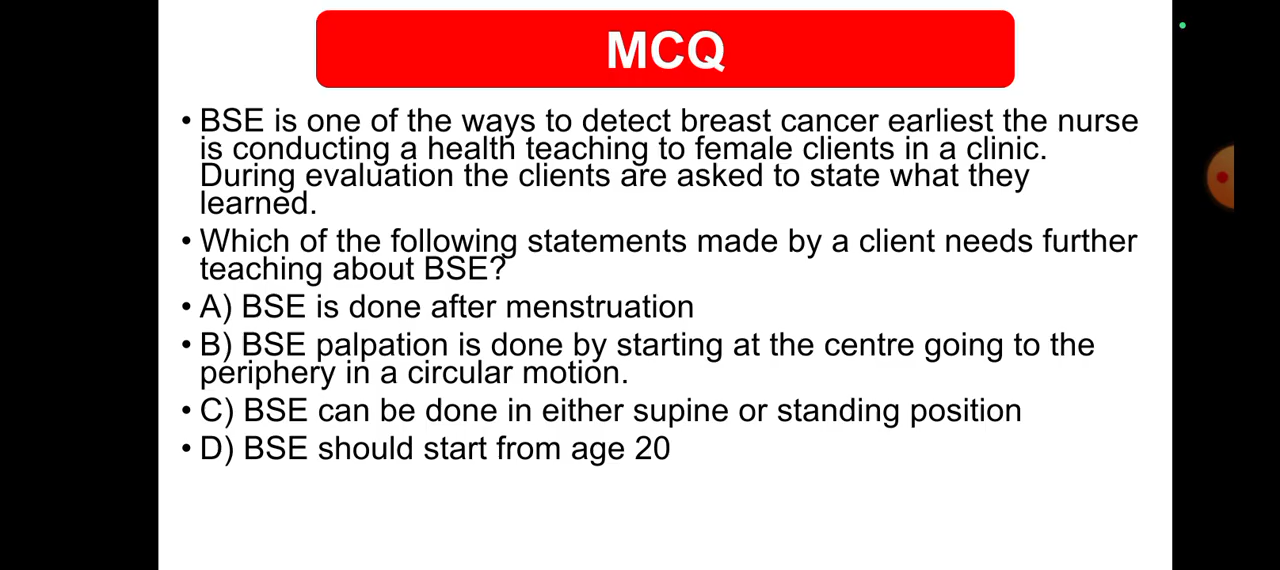 MCQ
• BSE is one of the ways to detect breast cancer earliest the nurse
is conducting a health teaching to female clients in a clinic.
During evaluation the clients are asked to state what they
learned.
• Which of the following statements made by a client needs further
teaching about BSE?
• A) BSE is done after menstruation
• B) BSE palpation is done by starting at the centre going to the
periphery in a circular motion.
• C) BSE can be done in either supine or standing position
• D) BSE should start from age 20